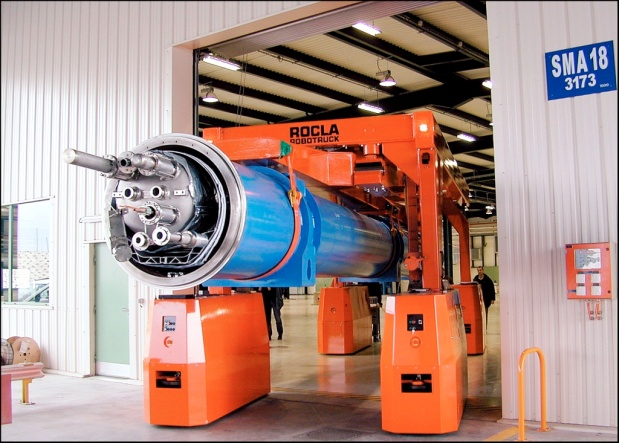 SMA 18
3173
ROCLA
ROBOTRUCK